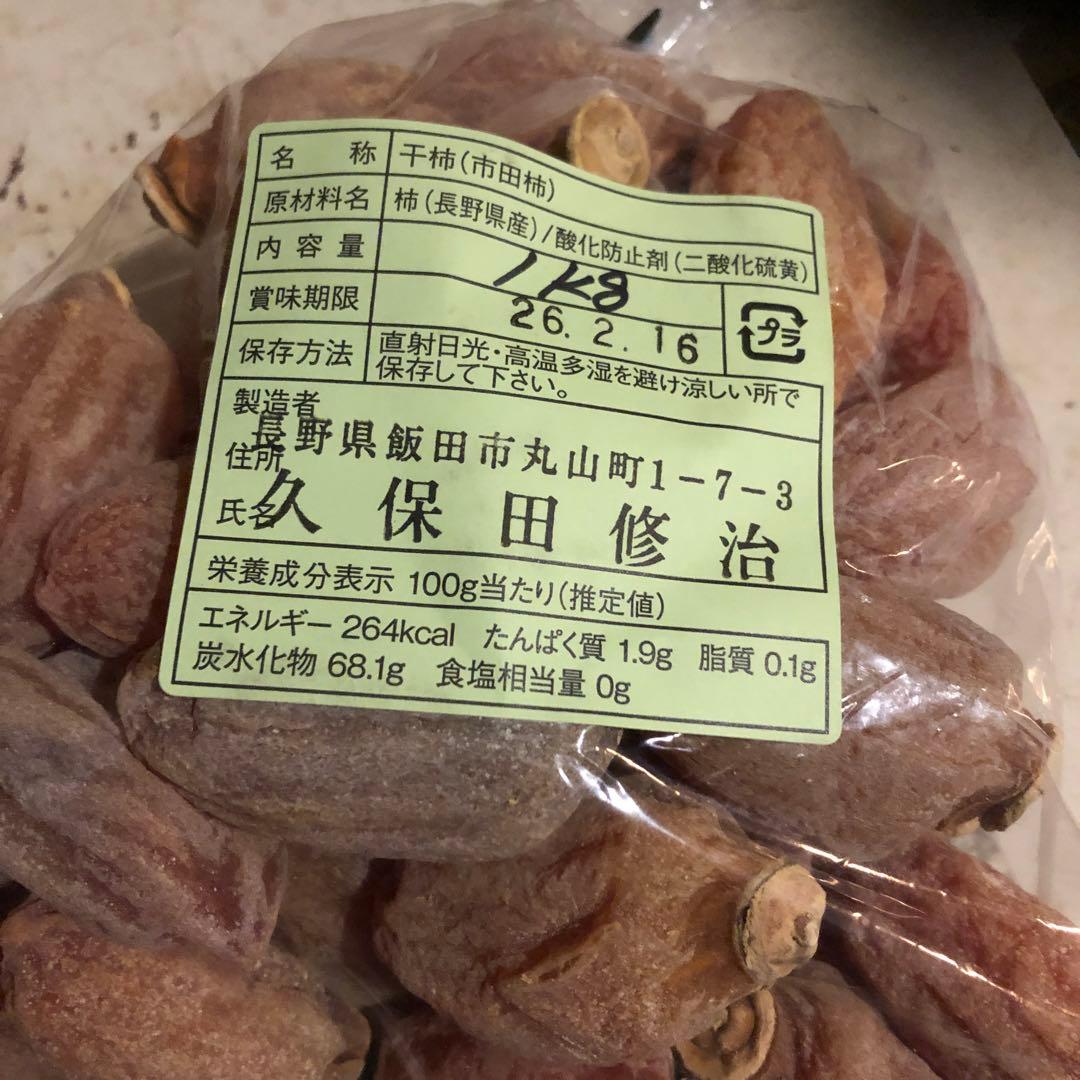 名称 干柿(市田柿)
原材料名 柿(長野県産)/酸化防止剤(二酸化硫黄)
内容量 1kg
賞味期限 26.2.16
プラ
保存方法 直射日光・高温多湿を避け涼しい所で
保存して下さい。
製造者
住所 長野県飯田市丸山町1-7-3
氏名 久保田修治
栄養成分表示 100g当たり(推定値)
エネルギー 264kcal たんぱく質 1.9g 脂質 0.1g
炭水化物 68.1g 食塩相当量 0g